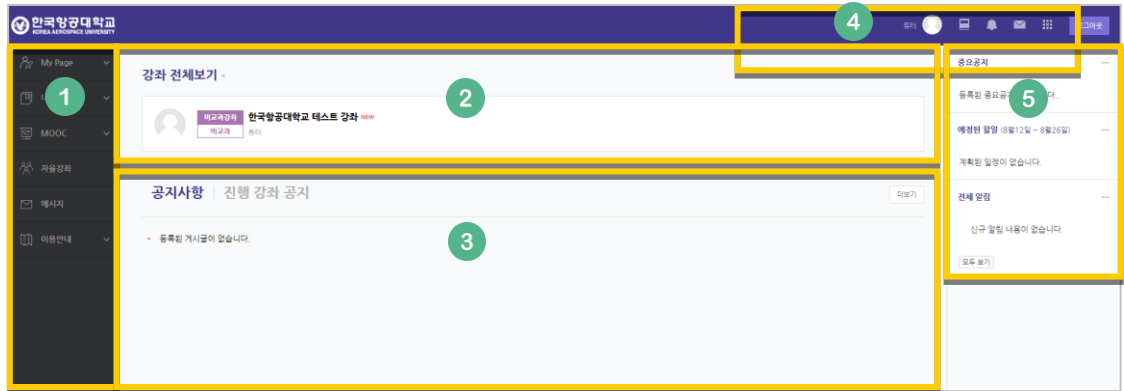 한국항공대학교
KOREA AEROSPACE UNIVERSITY
4
튜터
My Page
1
MOOC
자율강좌
메시지
이용안내
강좌 전체보기
2
비교과강좌
한국항공대학교 테스트 강좌 NEW
비교과
튜터
공지사항
진행 강좌 공지
더보기
등록된 게시글이 없습니다.
3
중요공지
등록된 중요공
5
예정된 할일 (8월12일 - 8월26일)
계획된 일정이 없습니다.
전체 알림
신규 알림 내용이 없습니다.
모두 보기